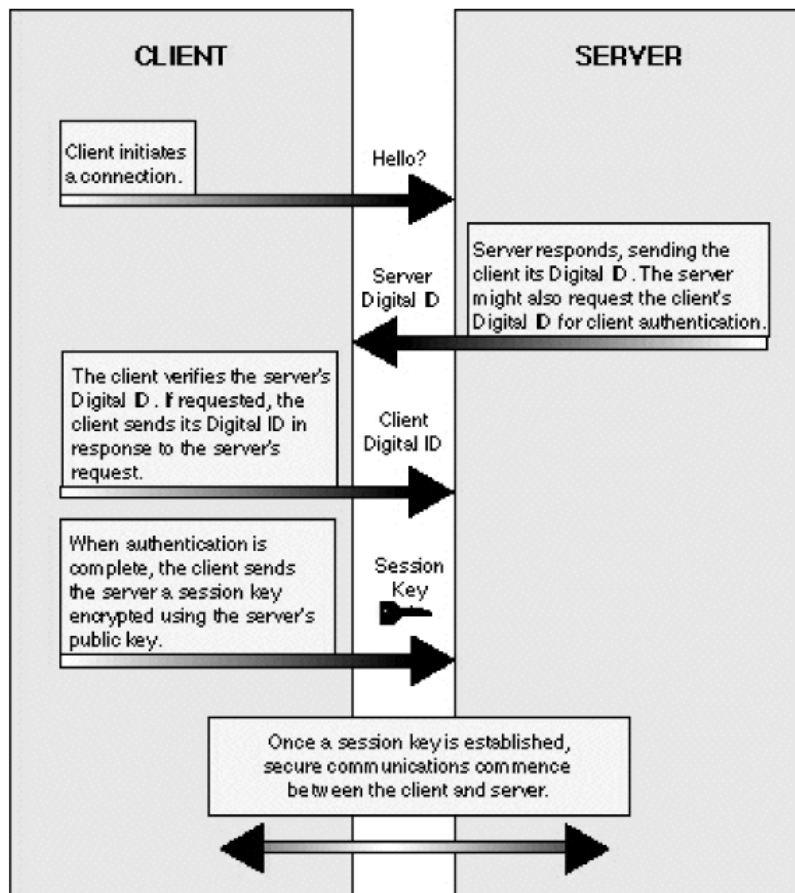 CLIENT
SERVER
Client initiates
a connection.
Hello?
Server responds, sending the
client its Digital ID. The server
might also request the client's
Digital ID for client authentication.
Server
Digital ID
The client verifies the server's
Digital ID. If requested, the
client sends its Digital ID in
response to the server's
request.
Client
Digital ID
When authentication is
complete, the client sends
the server a session key
encrypted using the server's
public key.
Session
Key
Once a session key is established,
secure communications commence
between the client and server.